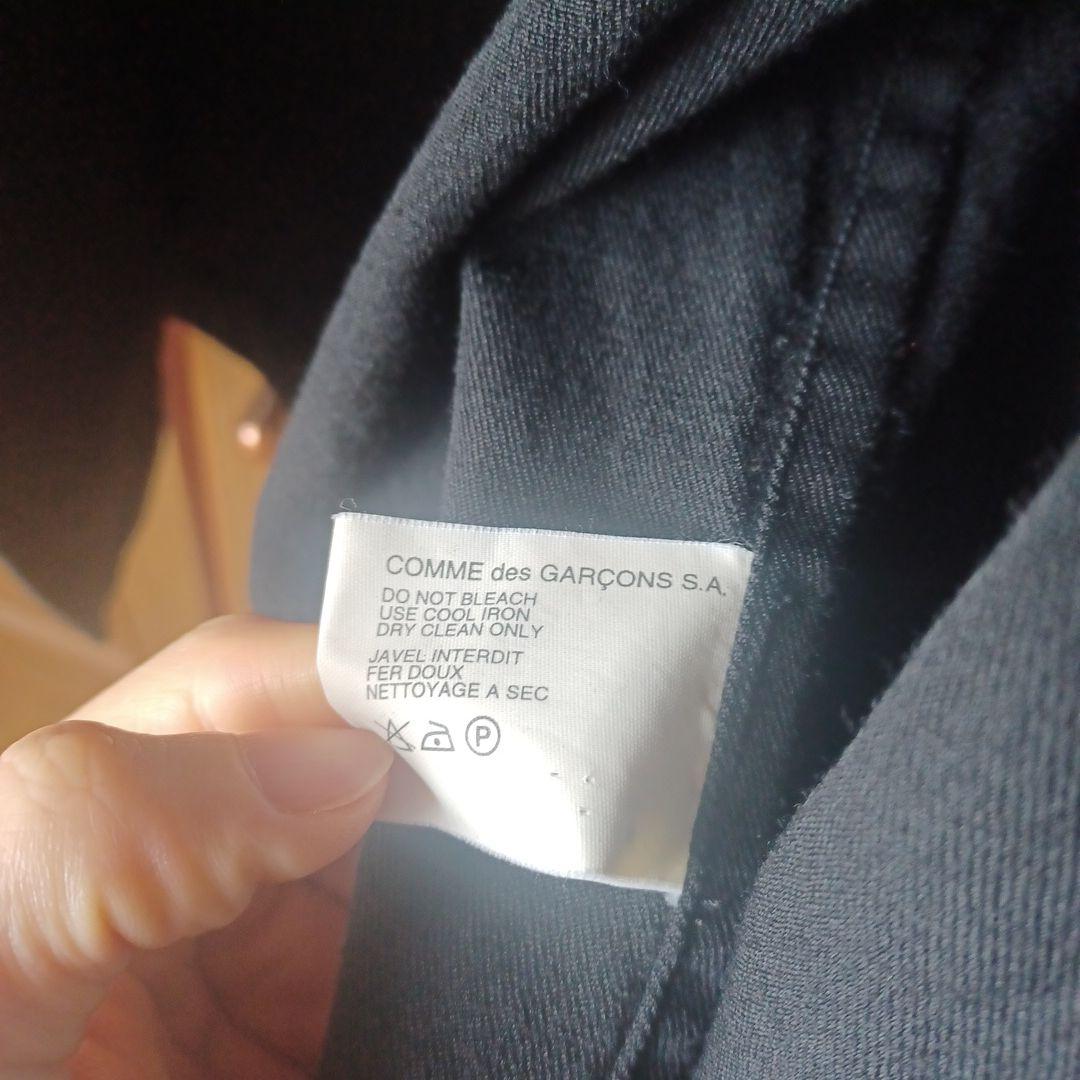 COMME des GARÇONS S.A.
DO NOT BLEACH
USE COOL IRON
DRY CLEAN ONLY
JAVEL INTERDIT
FER DOUX
NETTOYAGE A SEC
P